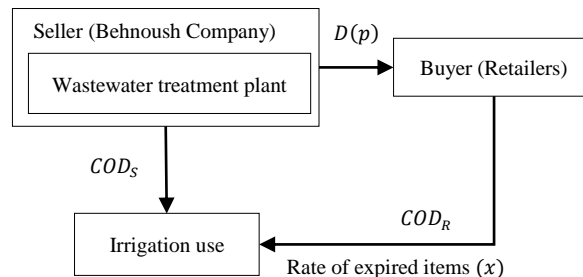 Seller (Behnoush Company)
Wastewater treatment plant
D(p)
Buyer (Retailers)
COD_S
COD_R
Irrigation use
Rate of expired items (x)